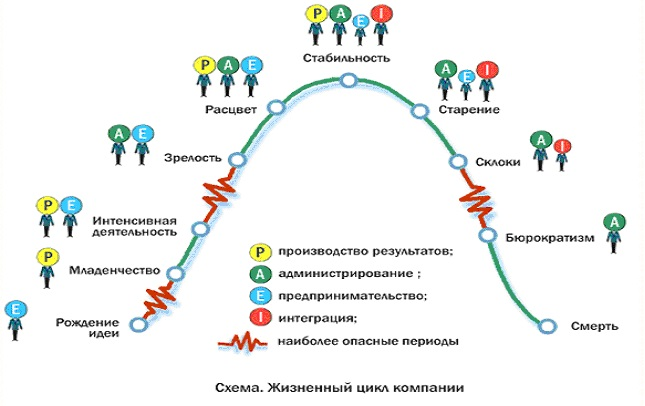 P A E I
Стабильность
P A E
Расцвет
A E I
Старение
A E
Зрелость
A I
Склоки
P E
Интенсивная
деятельность
A
Бюрократизм
P
Младенчество
E
Рождение
идеи
Смерть
P производство результатов;
A администрирование ;
E предпринимательство;
I интеграция;
наиболее опасные периоды
Схема. Жизненный цикл компании